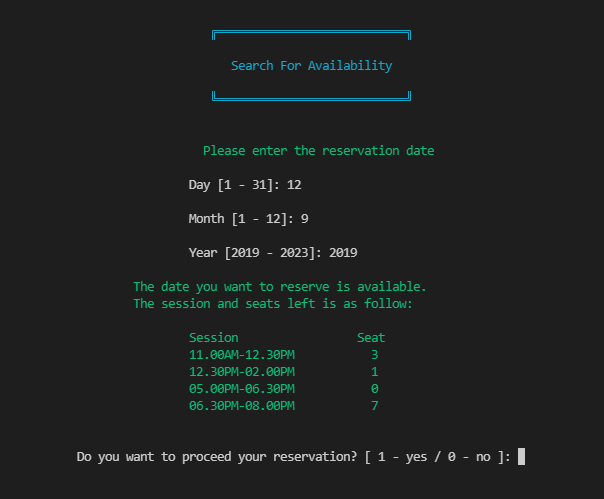 Search For Availability
Please enter the reservation date
Day [1 - 31]: 12
Month [1 - 12]: 9
Year [2019 - 2023]: 2019
The date you want to reserve is available.
The session and seats left is as follow:
Session Seat
11.00AM-12.30PM 3
12.30PM-02.00PM 1
05.00PM-06.30PM 0
06.30PM-08.00PM 7
Do you want to proceed your reservation? [ 1 - yes / 0 - no ]: